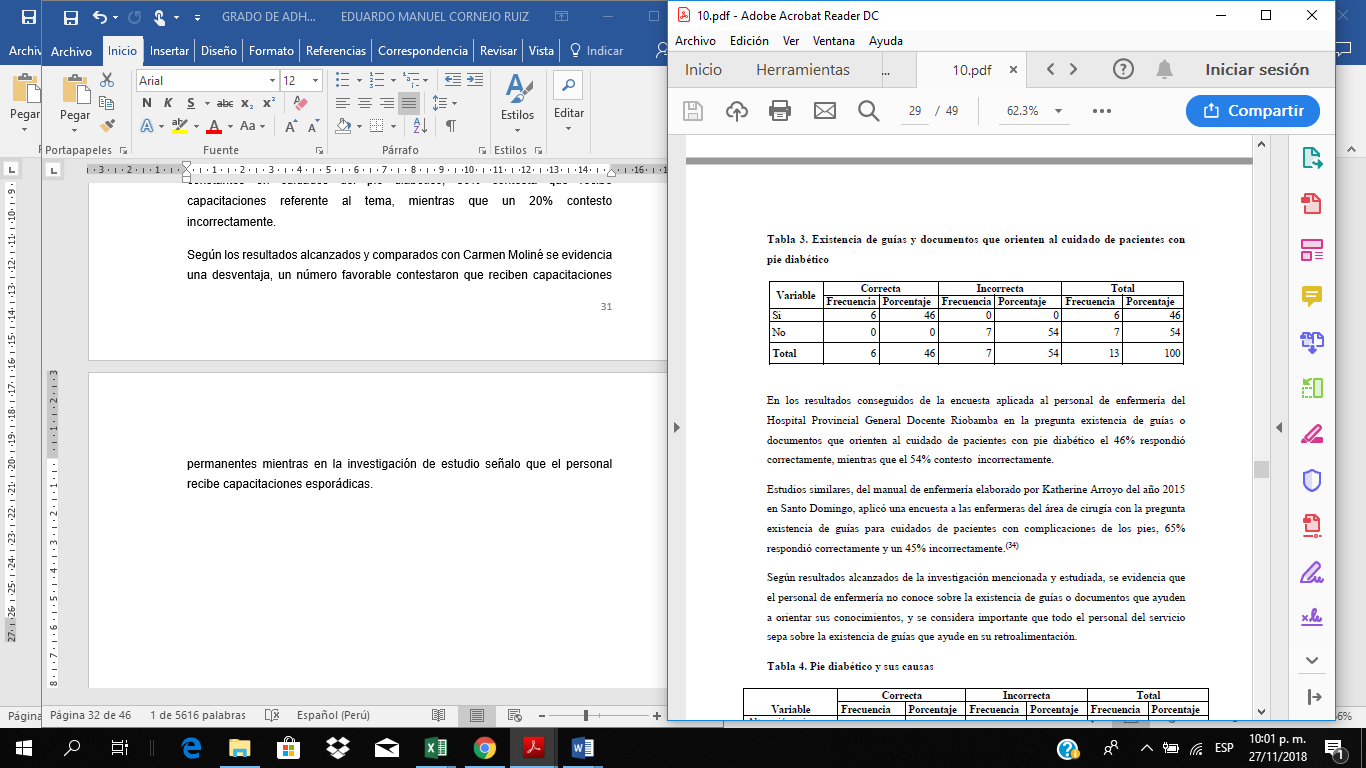 GRADO DE ADH... EDUARDO MANUEL CORNEJO RUIZ
Archiv Archivo Inicio Insertar Diseño Formato Referencias Correspondencia Revisar Vista Indicar
Pegar Pegar
Arial 12
N K S abc x₂ x²
A A Aa A A
Estilos
Editar
Portapapeles Fuente Párrafo Estilos
capacitaciones referente al tema, mientras que un 20% contesto
incorrectamente.
Según los resultados alcanzados y comparados con Carmen Moliné se evidencia
una desventaja, un número favorable contestaron que reciben capacitaciones
31
permanentes mientras en la investigación de estudio señalo que el personal
recibe capacitaciones esporádicas.
Página Página 32 de 46 1 de 5616 palabras Español (Perú)
10.pdf - Adobe Acrobat Reader DC
Archivo Edición Ver Ventana Ayuda
Inicio Herramientas ... 10.pdf Iniciar sesión
29 / 49 62.3% Compartir
Tabla 3. Existencia de guías y documentos que orienten al cuidado de pacientes con
pie diabético
Variable Correcta Incorrecta Total
Frecuencia Porcentaje Frecuencia Porcentaje Frecuencia Porcentaje
Si 6 46 0 0 6 46
No 0 0 7 54 7 54
Total 6 46 7 54 13 100
En los resultados conseguidos de la encuesta aplicada al personal de enfermería del
Hospital Provincial General Docente Riobamba en la pregunta existencia de guías o
documentos que orienten al cuidado de pacientes con pie diabético el 46% respondió
correctamente, mientras que el 54% contesto incorrectamente.
Estudios similares, del manual de enfermería elaborado por Katherine Arroyo del año 2015
en Santo Domingo, aplicó una encuesta a las enfermeras del área de cirugía con la pregunta
existencia de guías para cuidados de pacientes con complicaciones de los pies, 65%
respondió correctamente y un 45% incorrectamente.(34)
Según resultados alcanzados de la investigación mencionada y estudiada, se evidencia que
el personal de enfermería no conoce sobre la existencia de guías o documentos que ayuden
a orientar sus conocimientos, y se considera importante que todo el personal del servicio
sepa sobre la existencia de guías que ayude en su retroalimentación.
Tabla 4. Pie diabético y sus causas
Variable Correcta Incorrecta Total
Frecuencia Porcentaje Frecuencia Porcentaje Frecuencia Porcentaje
6%
ESP
10:01 p. m.
27/11/2018
1